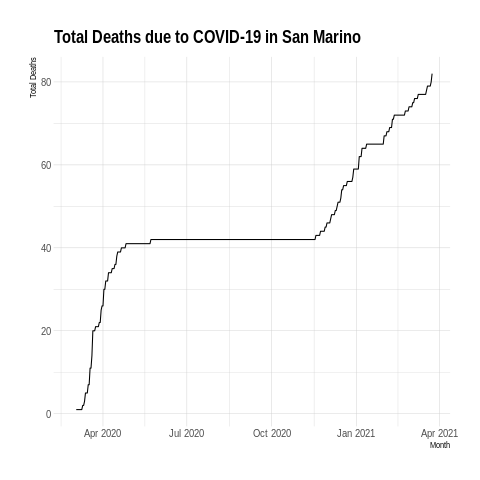 Total Deaths due to COVID-19 in San Marino
Total Deaths
80
60
40
20
0
Apr 2020
Jul 2020
Oct 2020
Jan 2021
Apr 2021
Month